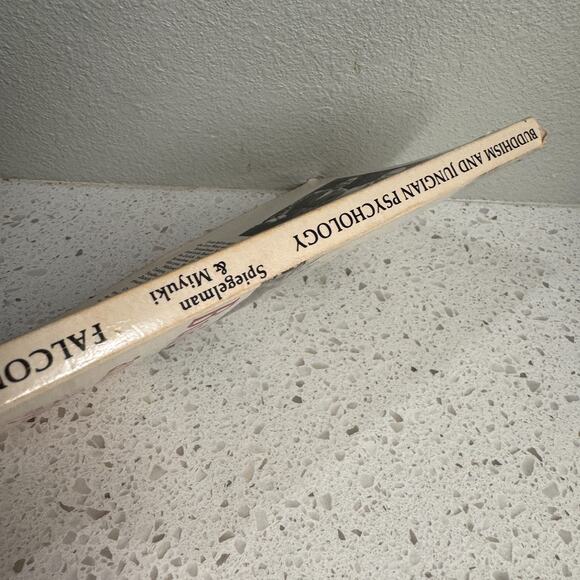 BUDDHISM AND JUNGIAN PSYCHOLOGY
Spiegelman
& Miyuki
FALCO